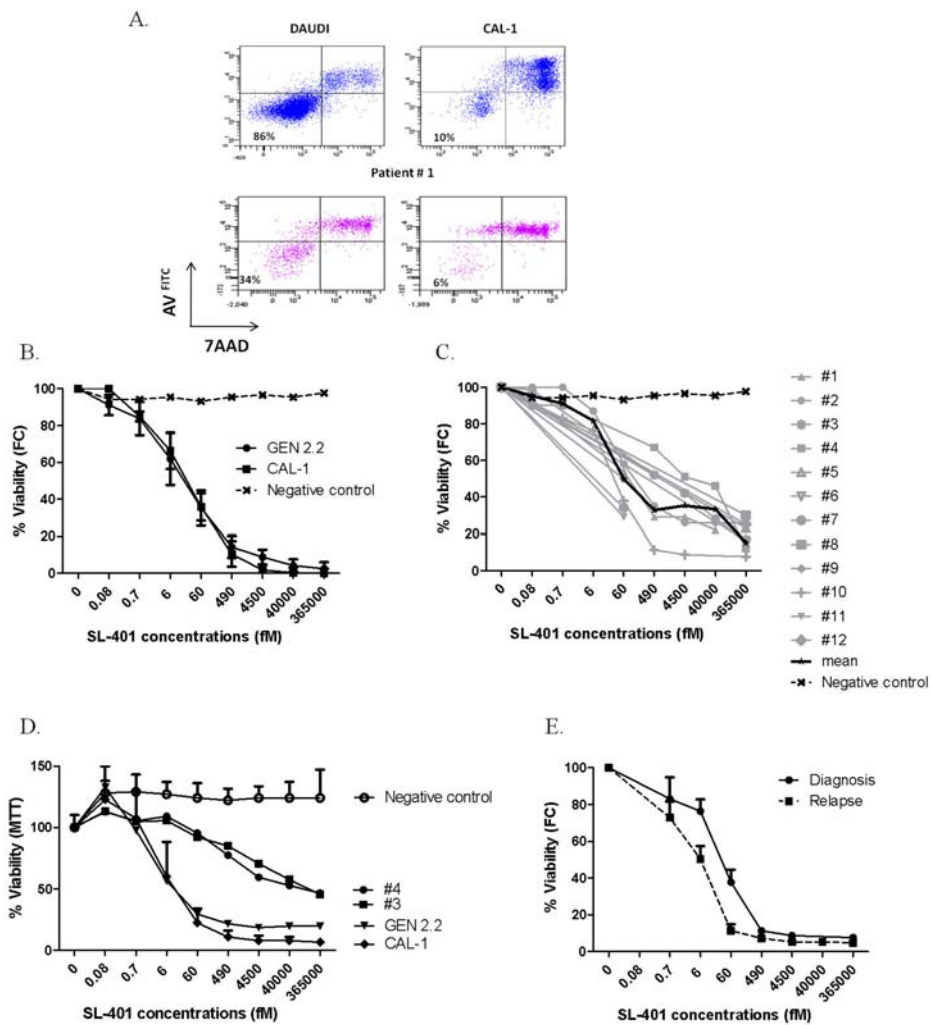 A.
DAUDI
CAL-1
86%
10%
Patient # 1
34%
6%
AV FITC
7AAD
B.
% Viability (FC)
100
80
60
40
20
0
GEN 2.2
CAL-1
Negative control
0 0.08 0.7 6 60 490 4500 40000 365000
SL-401 concentrations (fM)
C.
% Viability (FC)
100
80
60
40
20
0
0 0.08 0.7 6 60 490 4500 40000 365000
SL-401 concentrations (fM)
#1
#2
#3
#4
#5
#6
#7
#8
#9
#10
#11
#12
mean
Negative control
D.
% Viability (MTT)
150
100
50
0
Negative control
#4
#3
GEN 2.2
CAL-1
0 0.08 0.7 6 60 490 4500 40000 365000
SL-401 concentrations (fM)
E.
% Viability (FC)
100
80
60
40
20
0
Diagnosis
Relapse
0 0.08 0.7 6 60 490 4500 40000 365000
SL-401 concentrations (fM)